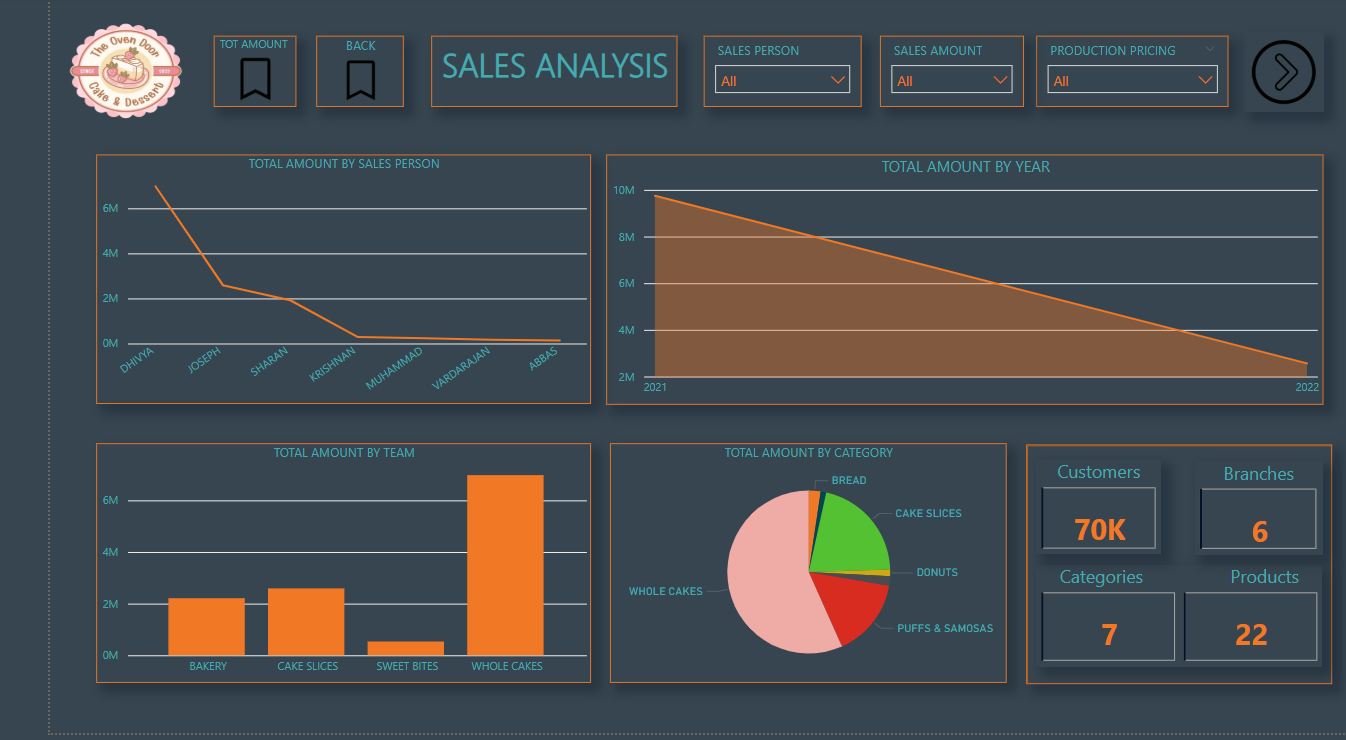 The Oven Door
SINCE
Cake & Dessert
TOT AMOUNT
BACK
SALES ANALYSIS
SALES PERSON
All
SALES AMOUNT
All
PRODUCTION PRICING
All
TOTAL AMOUNT BY SALES PERSON
6M
4M
2M
0M
DHIVYA
JOSEPH
SHARAN
KRISHNAN
MUHAMMAD
VARDARAJAN
ABBAS
TOTAL AMOUNT BY YEAR
10M
8M
6M
4M
2M
2021
2022
TOTAL AMOUNT BY TEAM
6M
4M
2M
0M
BAKERY
CAKE SLICES
SWEET BITES
WHOLE CAKES
TOTAL AMOUNT BY CATEGORY
BREAD
CAKE SLICES
DONUTS
WHOLE CAKES
PUFFS & SAMOSAS
Customers
70K
Branches
6
Categories
7
Products
22